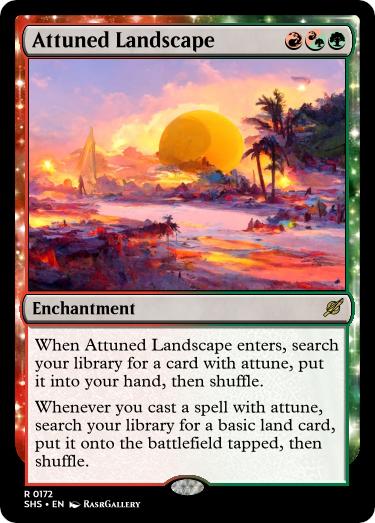 Attuned Landscape
Enchantment
When Attuned Landscape enters, search
your library for a card with attune, put
it into your hand, then shuffle.
Whenever you cast a spell with attune,
search your library for a basic land card,
put it onto the battlefield tapped, then
shuffle.
R 0172
SHS • EN RasrGallery